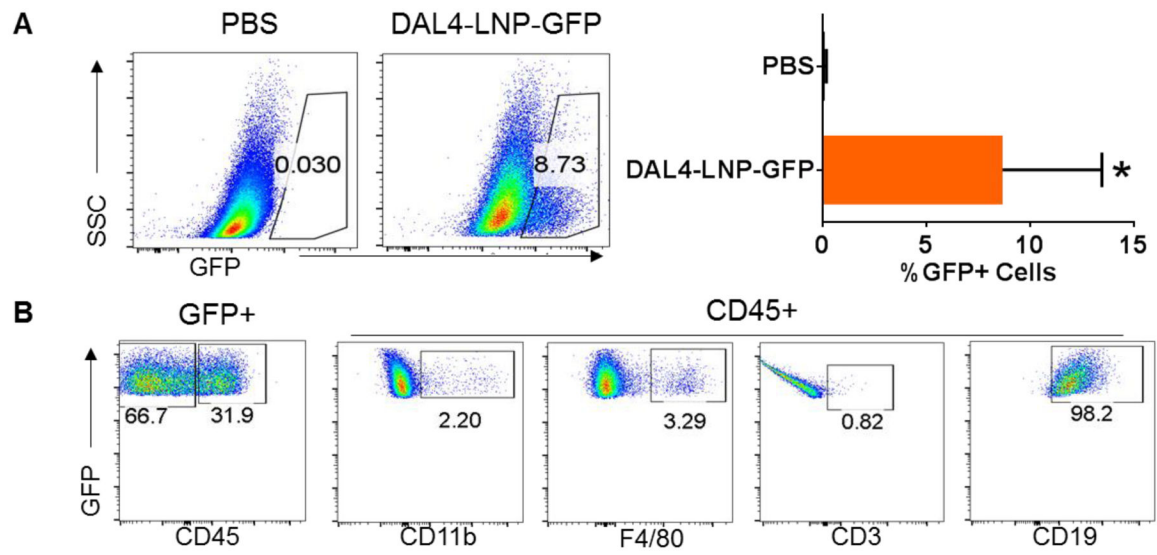 A
PBS
DAL4-LNP-GFP
0.030
8.73
SSC
GFP
PBS
DAL4-LNP-GFP
*
0
5
10
15
% GFP+ Cells
B
GFP+
CD45+
66.7
31.9
2.20
3.29
0.82
98.2
GFP
CD45
CD11b
F4/80
CD3
CD19